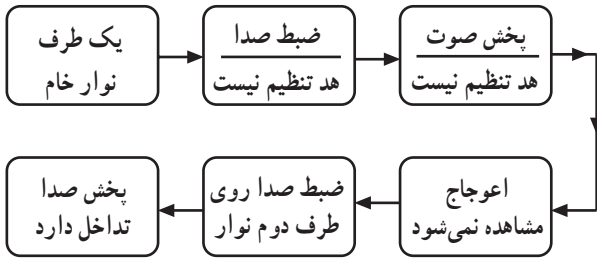 یک طرف
نوار خام
ضبط صدا
هد تنظیم نیست
پخش صوت
هد تنظیم نیست
اعوجاج
مشاهده نمی‌شود
ضبط صدا روی
طرف دوم نوار
پخش صدا
تداخل دارد